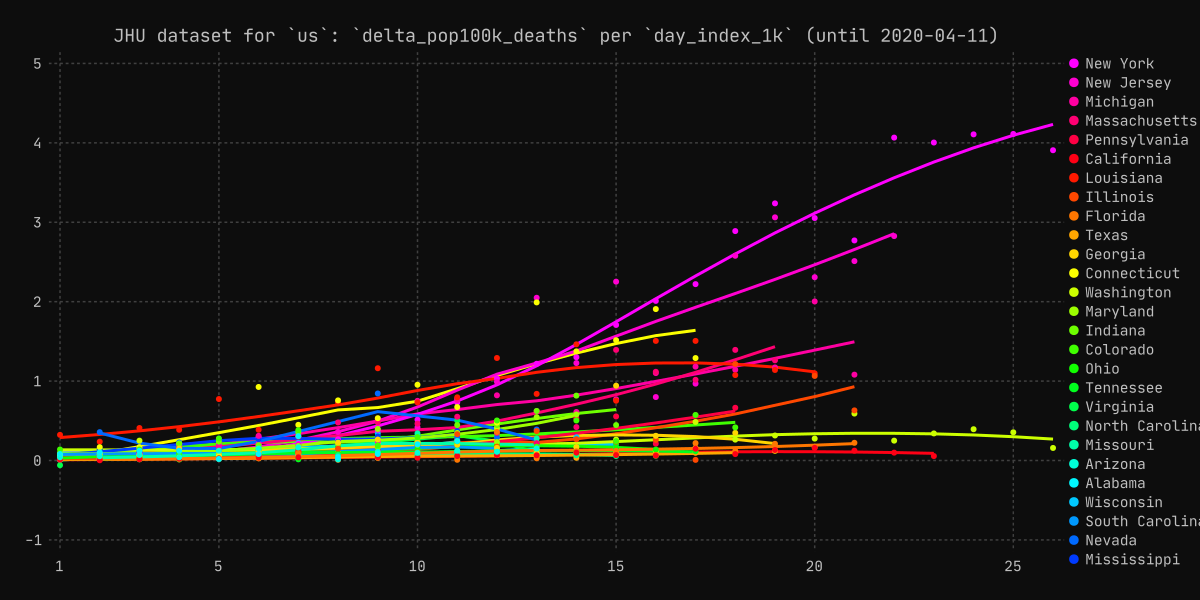 JHU dataset for `us`: `delta_pop100k_deaths` per `day_index_1k` (until 2020-04-11)
5
4
3
2
1
0
-1
1 5 10 15 20 25
New York
New Jersey
Michigan
Massachusetts
Pennsylvania
California
Louisiana
Illinois
Florida
Texas
Georgia
Connecticut
Washington
Maryland
Indiana
Colorado
Ohio
Tennessee
Virginia
North Carolina
Missouri
Arizona
Alabama
Wisconsin
South Carolina
Nevada
Mississippi